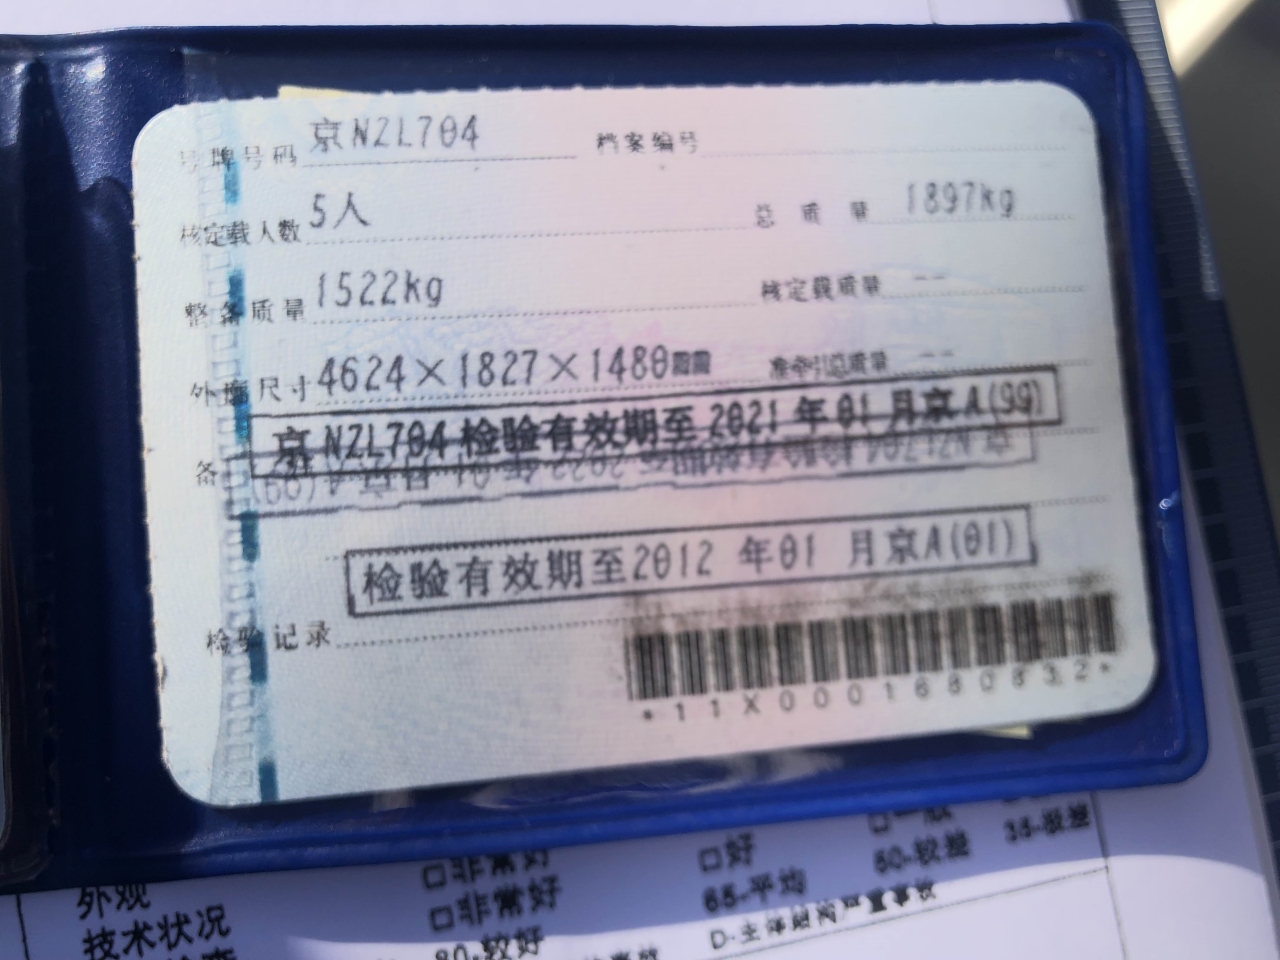 号牌号码 京NZL704 档案编号
核定载人数 5人 总质量 1897kg
整备质量 1522kg 核定载质量 --
外廓尺寸 4624×1827×1480㎜ 准牵引总质量 --
京NZL704 检验有效期至2021年01月京A(99)
备
检验有效期至2012 年01 月京A(01)
检验记录
*11X0001680832*
外观 □非常好 □好
技术状况 □非常好 65-平均 60-较差 35-极差
80-较好